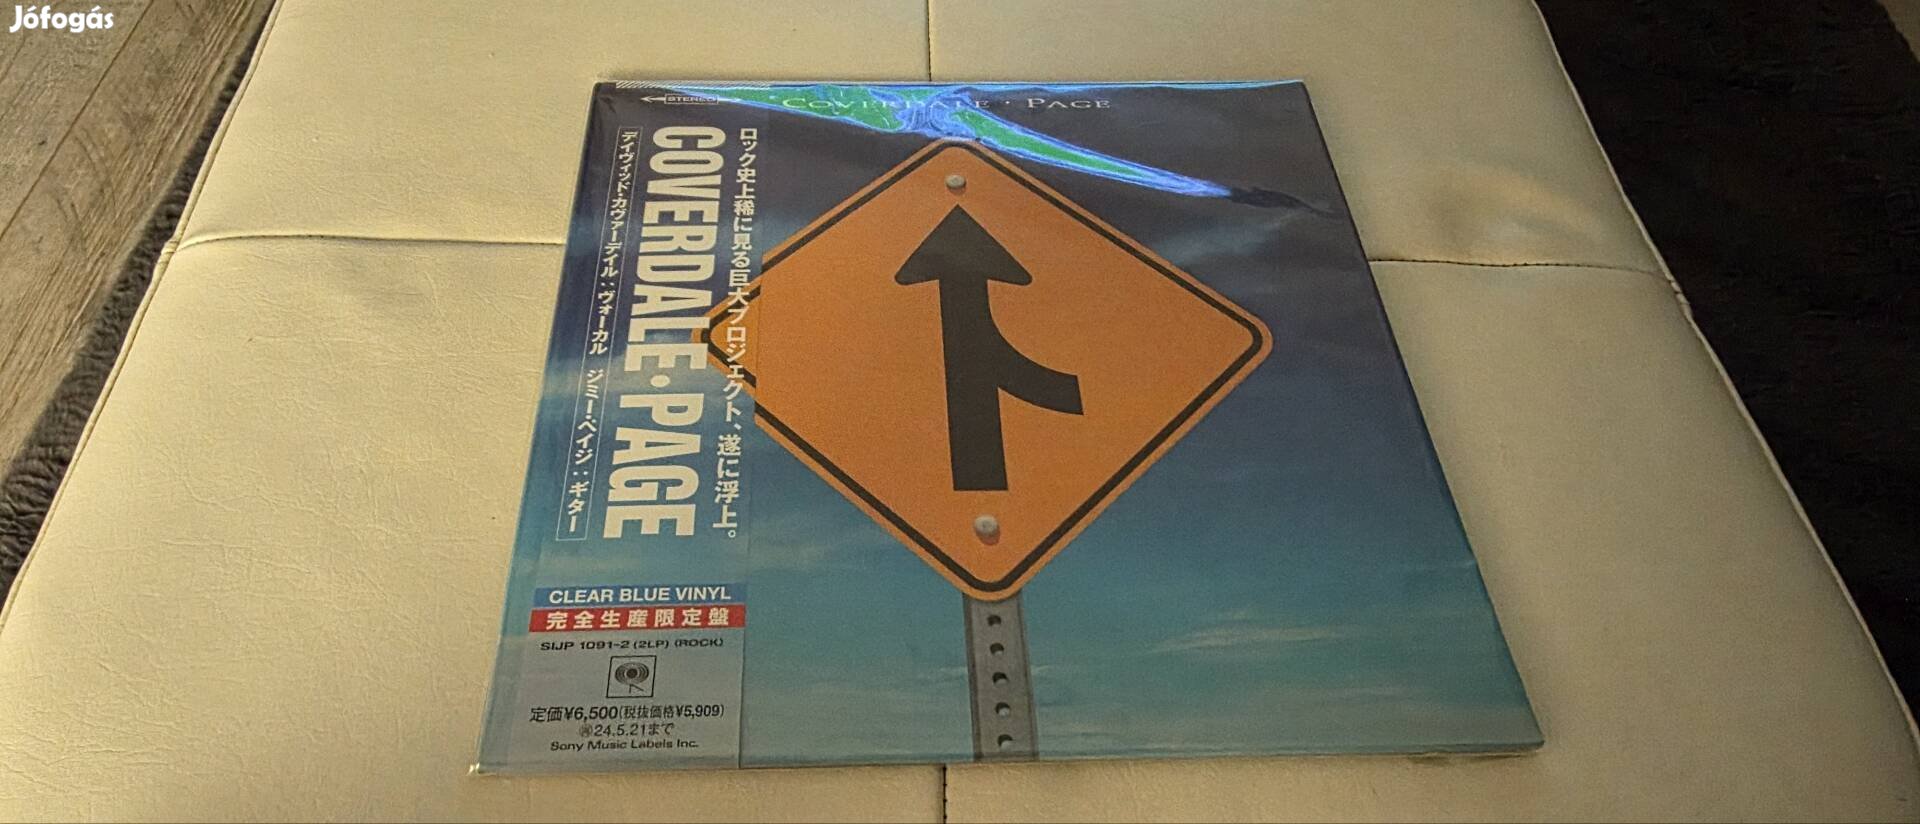 Jófogás
STEREO
COVERDALE · PAGE
ロック史上稀に見る巨大プロジェクト、遂に浮上。
COVERDALE・PAGE
デイヴィッド・カヴァーデイル：ヴォーカル ジミー・ペイジ：ギター
CLEAR BLUE VINYL
完全生産限定盤
SIJP 1091-2 (2LP) (ROCK)
定価¥6,500(税抜価格¥5,909)
24.5.21まで
Sony Music Labels Inc.